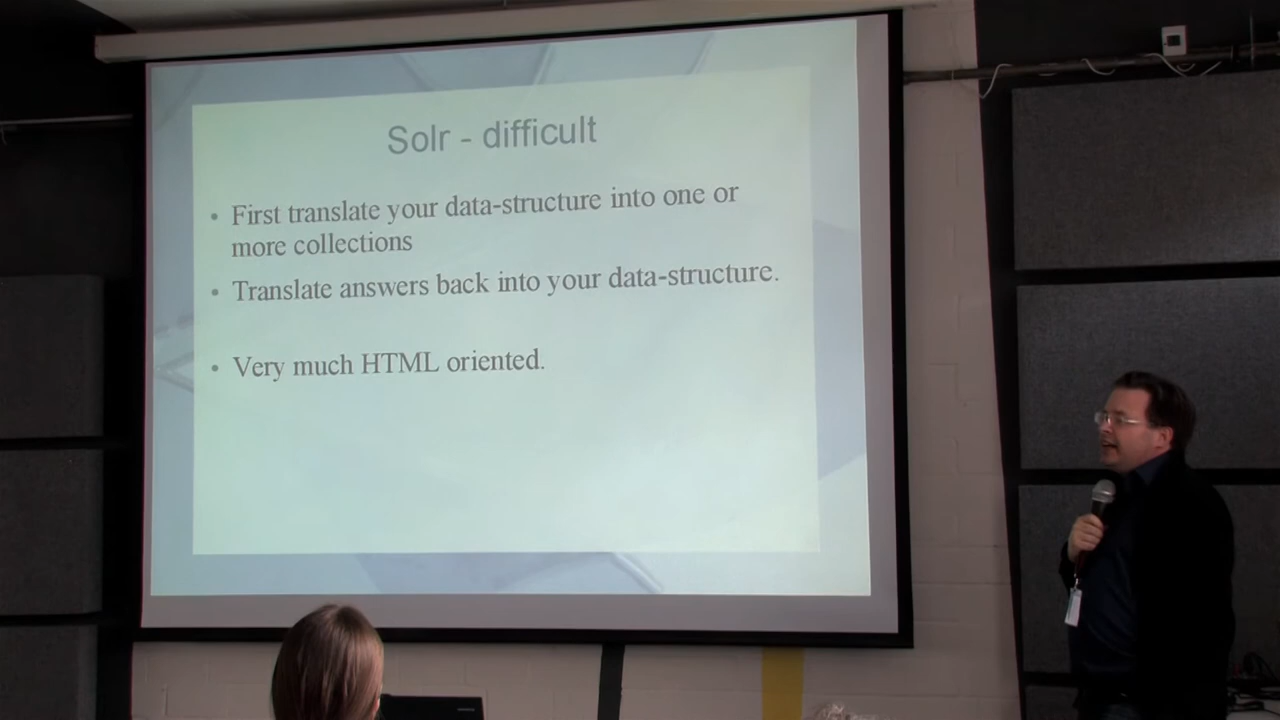 Solr - difficult
• First translate your data-structure into one or
more collections
• Translate answers back into your data-structure.
• Very much HTML oriented.